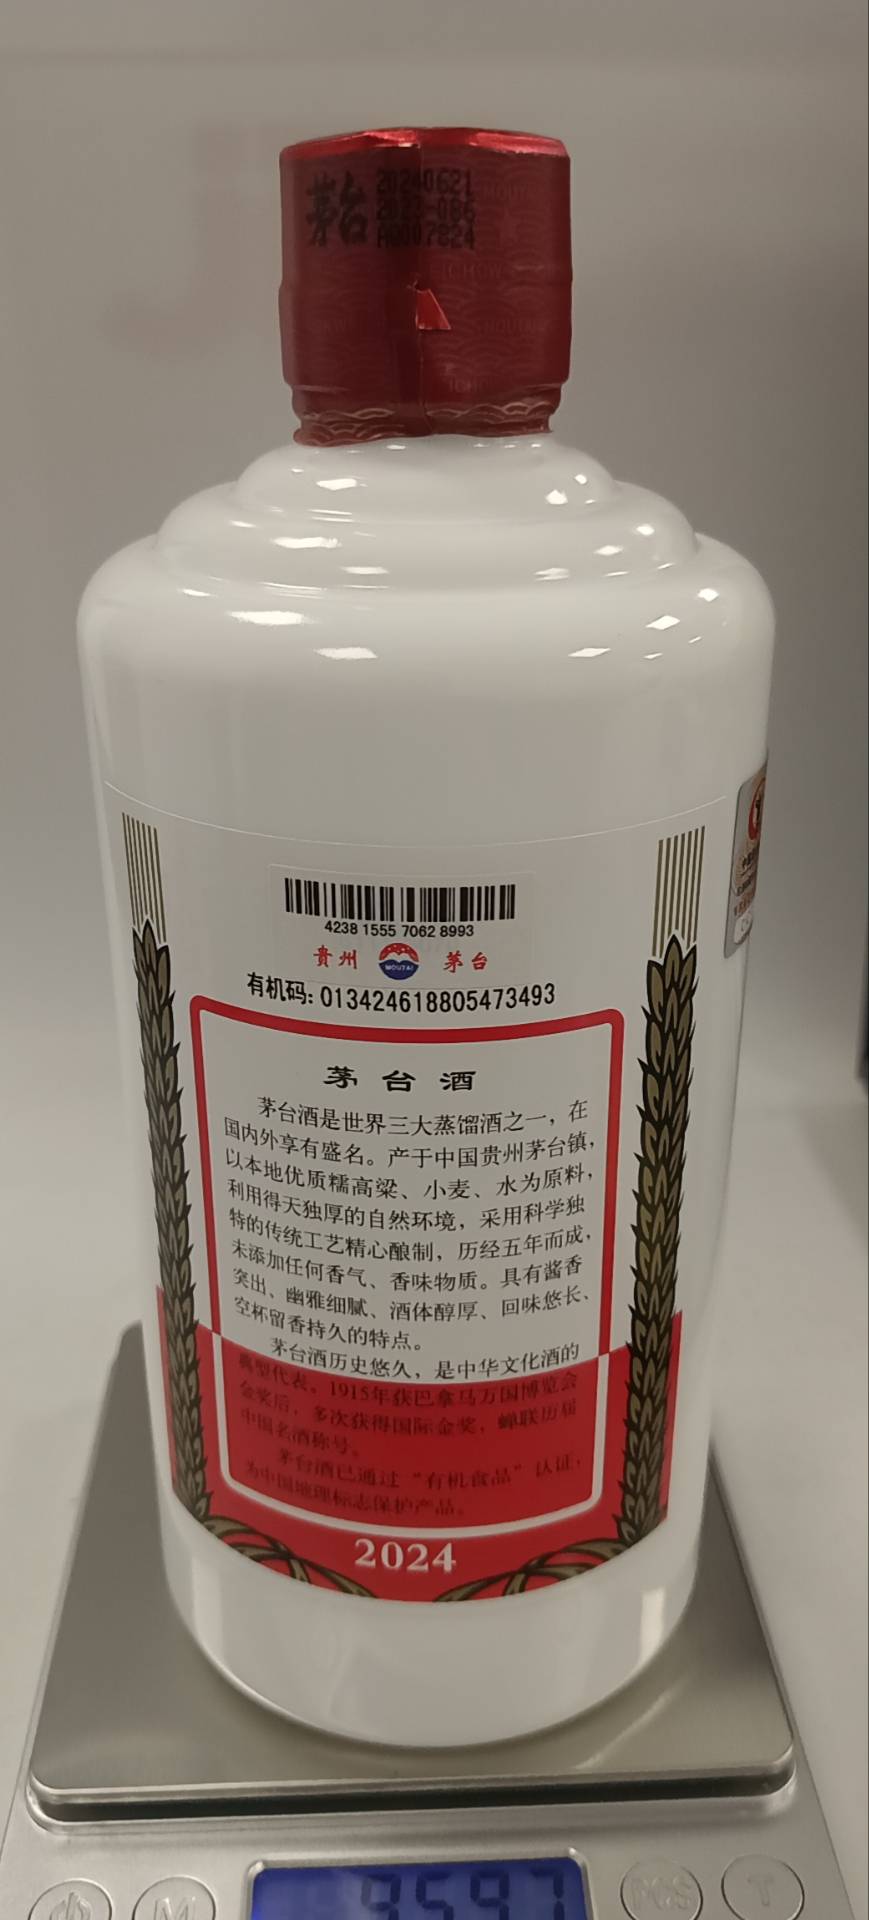 茅台
20240621
2023-086
A0007824
4238 1555 7062 8993
貴州 MOUTAI 茅台
有机码: 013424618805473493
茅台酒
茅台酒是世界三大蒸馏酒之一，在
国内外享有盛名。产于中国贵州茅台镇，
以本地优质糯高粱、小麦、水为原料，
利用得天独厚的自然环境，采用科学独
特的传统工艺精心酿制，历经五年而成，
未添加任何香气、香味物质。具有酱香
突出、幽雅细腻、酒体醇厚、回味悠长、
空杯留香持久的特点。
茅台酒历史悠久，是中华文化酒的
典型代表。1915年获巴拿马万国博览会
金奖后，多次获得国际金奖，蝉联历届
中国名酒称号。
茅台酒已通过“有机食品”认证，
为中国地理标志保护产品。
2024
M
959.7
PCS
T